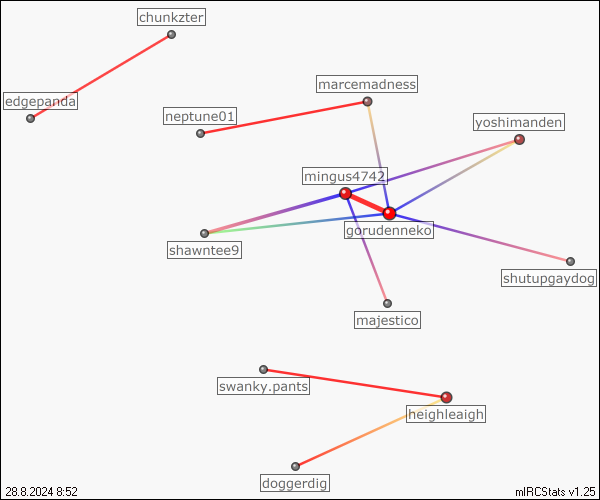 chunkzter
marcemadness
edgepanda
neptune01
yoshimanden
mingus4742
gorudenneko
shawntee9
shutupgaydog
majestico
swanky.pants
heighleaigh
doggerdig
28.8.2024 8:52
mIRCStats v1.25